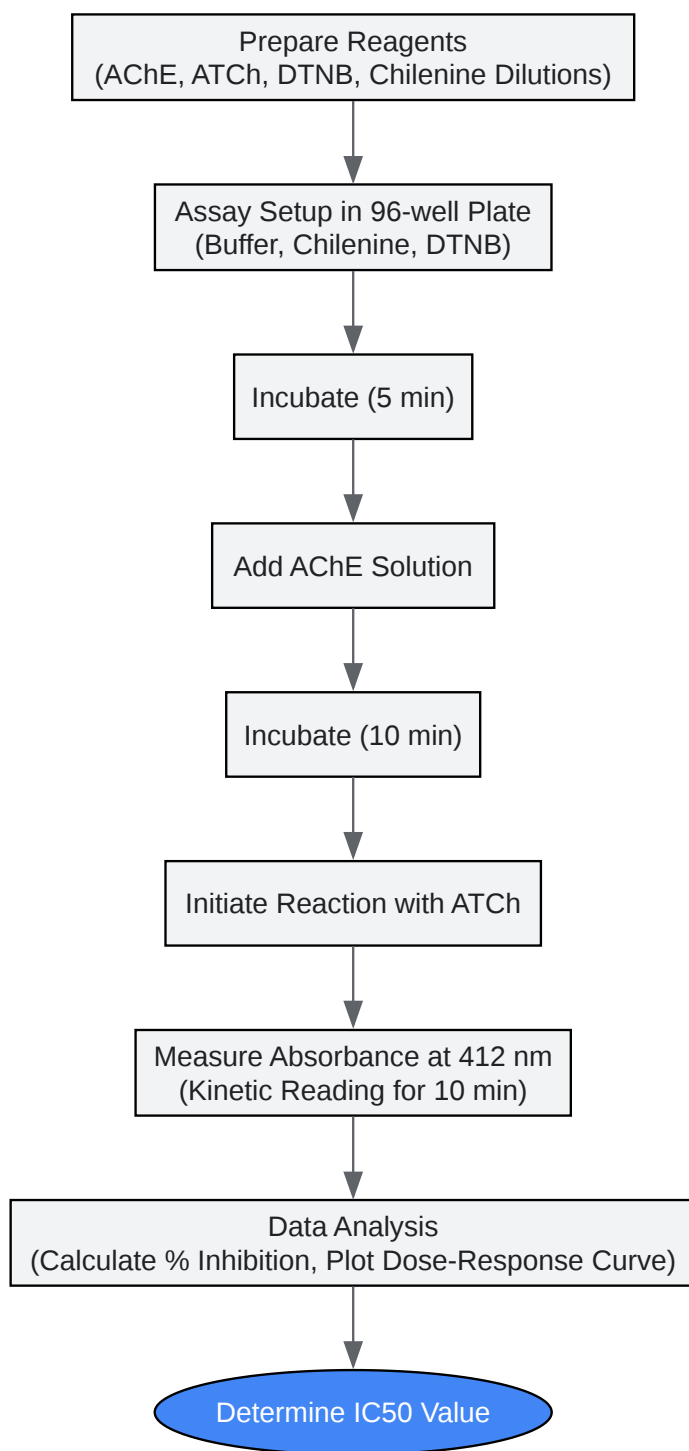 Prepare Reagents
(AChE, ATCh, DTNB, Chilenine Dilutions)
Assay Setup in 96-well Plate
(Buffer, Chilenine, DTNB)
Incubate (5 min)
Add AChE Solution
Incubate (10 min)
Initiate Reaction with ATCh
Measure Absorbance at 412 nm
(Kinetic Reading for 10 min)
Data Analysis
(Calculate % Inhibition, Plot Dose-Response Curve)
Determine IC50 Value